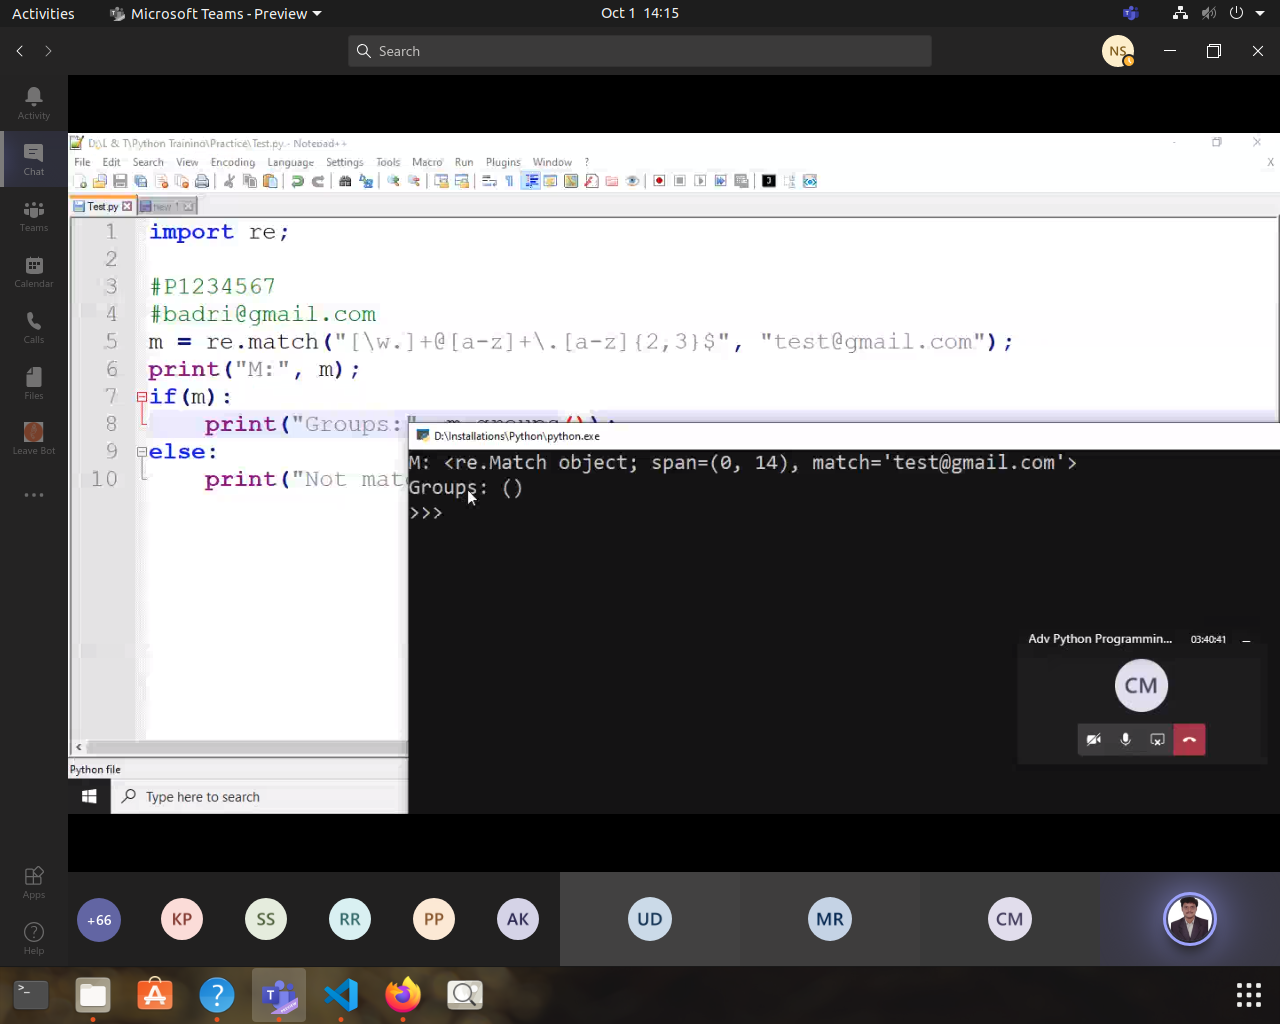 Activities Microsoft Teams - Preview Oct 1 14:15
Search NS
Activity
Chat
Teams
Calendar
Calls
Files
Leave Bot
D:\L & T\Python Training\Practice\Test.py - Notepad++
File Edit Search View Encoding Language Settings Tools Macro Run Plugins Window ? X
Test.py new 1
1 import re;
2
3 #P1234567
4 #badri@gmail.com
5 m = re.match("[\w.]+@[a-z]+\.[a-z]{2,3}$", "test@gmail.com");
6 print("M:", m);
7 if(m):
8 print("Groups:", m.groups());
9 else:
10 print("Not mat
D:\Installations\Python\python.exe
M: <re.Match object; span=(0, 14), match='test@gmail.com'>
Groups: ()
>>>
Adv Python Programmin... 03:40:41
CM
Python file
Type here to search
Apps
Help
+66 KP SS RR PP AK UD MR CM